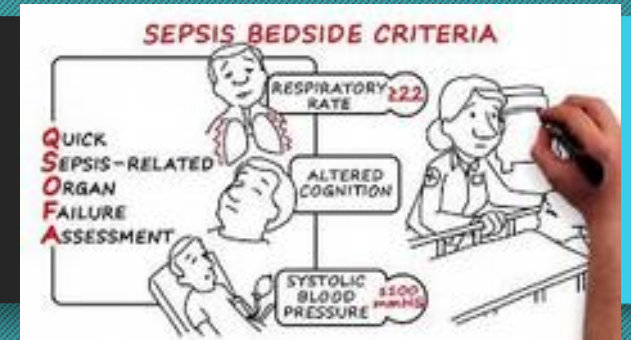 SEPSIS BEDSIDE CRITERIA
RESPIRATORY
RATE
≥22
QUICK
SEPSIS-RELATED
ORGAN
FAILURE
ASSESSMENT
ALTERED
COGNITION
SYSTOLIC
BLOOD
PRESSURE
≤100
mmHg